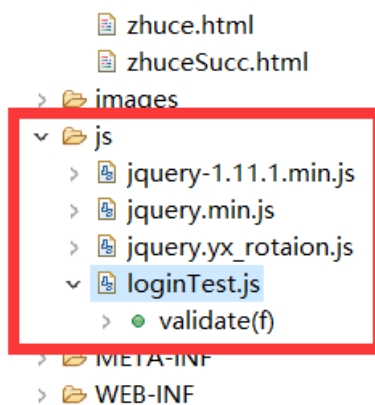 zhuce.html
zhuceSucc.html
images
js
jquery-1.11.1.min.js
jquery.min.js
jquery.yx_rotaion.js
loginTest.js
validate(f)
META-INF
WEB-INF